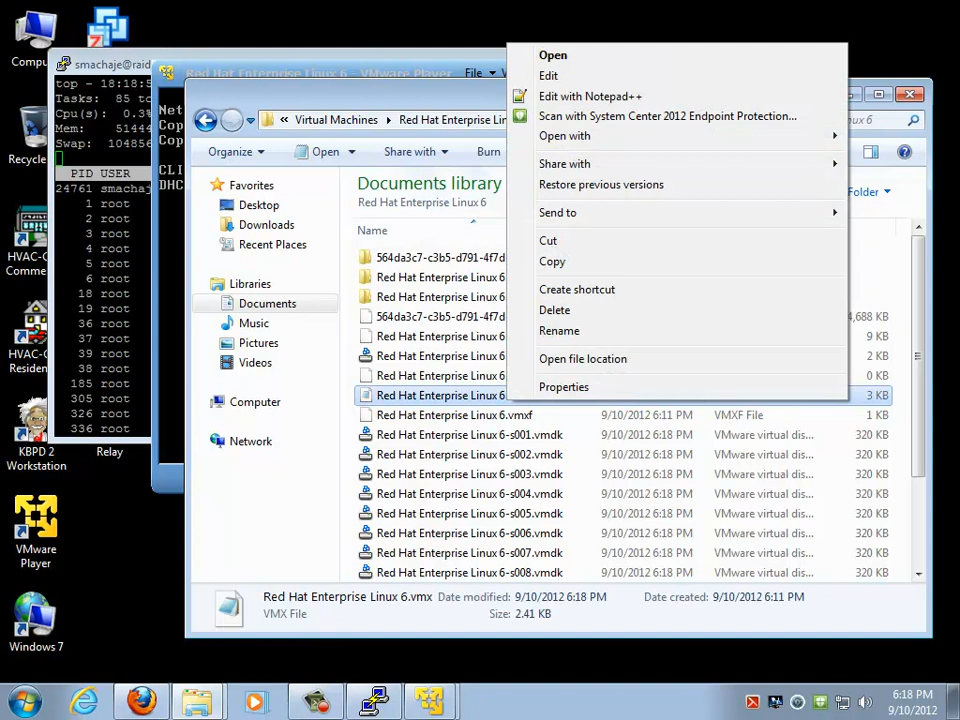 Compu
Recycle
HVAC-C
Comme
HVAC-C
Reside
KBPD 2
Workstation
Relay
VMware
Player
Windows 7
smachaje@raid
top - 18:18:5
Tasks: 85 to
Cpu(s): 0.3%
Mem: 51444
Swap: 104856
PID USER
24761 smachaj
1 root
2 root
3 root
4 root
5 root
6 root
18 root
19 root
36 root
37 root
39 root
38 root
185 root
305 root
326 root
336 root
Red Hat Enterprise Linux 6 - VMware Player File
Net
Cop
Cop
CLI
DHC
Virtual Machines Red Hat Enterprise Lin
Organize Open Share with Burn
Favorites
Desktop
Downloads
Recent Places
Libraries
Documents
Music
Pictures
Videos
Computer
Network
Documents library
Red Hat Enterprise Linux 6
Folder
Name
564da3c7-c3b5-d791-4f7d
Red Hat Enterprise Linux 6
Red Hat Enterprise Linux 6
564da3c7-c3b5-d791-4f7d ,688 KB
Red Hat Enterprise Linux 6 9 KB
Red Hat Enterprise Linux 6 2 KB
Red Hat Enterprise Linux 6 0 KB
Red Hat Enterprise Linux 6 3 KB
Red Hat Enterprise Linux 6.vmxf 9/10/2012 6:11 PM VMXF File 1 KB
Red Hat Enterprise Linux 6-s001.vmdk 9/10/2012 6:18 PM VMware virtual dis... 320 KB
Red Hat Enterprise Linux 6-s002.vmdk 9/10/2012 6:18 PM VMware virtual dis... 320 KB
Red Hat Enterprise Linux 6-s003.vmdk 9/10/2012 6:18 PM VMware virtual dis... 320 KB
Red Hat Enterprise Linux 6-s004.vmdk 9/10/2012 6:18 PM VMware virtual dis... 320 KB
Red Hat Enterprise Linux 6-s005.vmdk 9/10/2012 6:18 PM VMware virtual dis... 320 KB
Red Hat Enterprise Linux 6-s006.vmdk 9/10/2012 6:18 PM VMware virtual dis... 320 KB
Red Hat Enterprise Linux 6-s007.vmdk 9/10/2012 6:18 PM VMware virtual dis... 320 KB
Red Hat Enterprise Linux 6-s008.vmdk 9/10/2012 6:18 PM VMware virtual dis... 320 KB
Red Hat Enterprise Linux 6.vmx Date modified: 9/10/2012 6:18 PM Date created: 9/10/2012 6:11 PM
VMX File Size: 2.41 KB
Open
Edit
Edit with Notepad++
Scan with System Center 2012 Endpoint Protection...
Open with
Share with
Restore previous versions
Send to
Cut
Copy
Create shortcut
Delete
Rename
Open file location
Properties
6:18 PM
9/10/2012